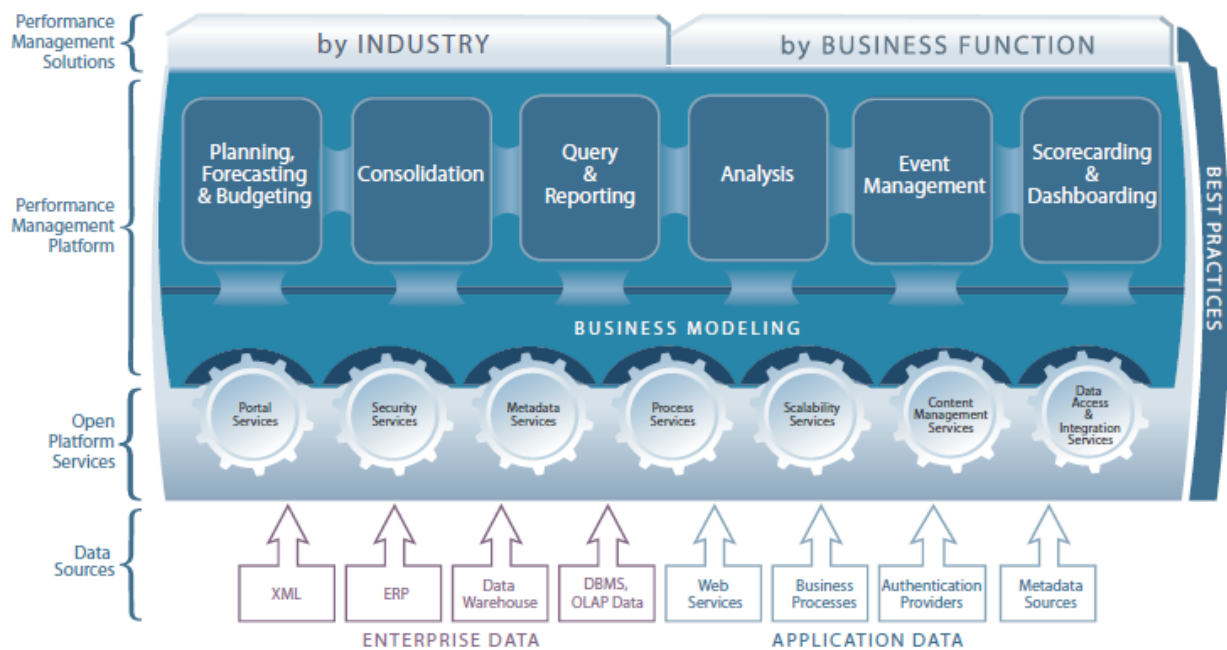 Performance
Management
Solutions
by INDUSTRY
by BUSINESS FUNCTION
Performance
Management
Platform
Planning,
Forecasting
& Budgeting
Consolidation
Query
&
Reporting
Analysis
Event
Management
Scorecarding
&
Dashboarding
BEST PRACTICES
BUSINESS MODELING
Open
Platform
Services
Portal
Services
Security
Services
Metadata
Services
Process
Services
Scalability
Services
Content
Management
Services
Data
Access
&
Integration
Services
Data
Sources
XML
ERP
Data
Warehouse
DBMS,
OLAP Data
Web
Services
Business
Processes
Authentication
Providers
Metadata
Sources
ENTERPRISE DATA
APPLICATION DATA